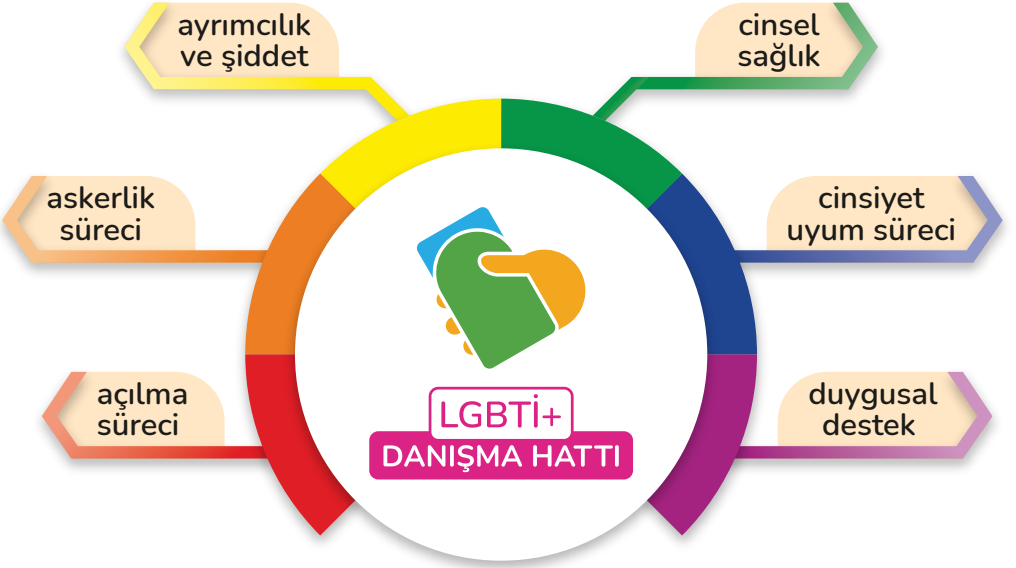 ayrımcılık
ve şiddet
cinsel
sağlık
askerlik
süreci
cinsiyet
uyum süreci
açılma
süreci
duygusal
destek
LGBTİ+
DANIŞMA HATTI